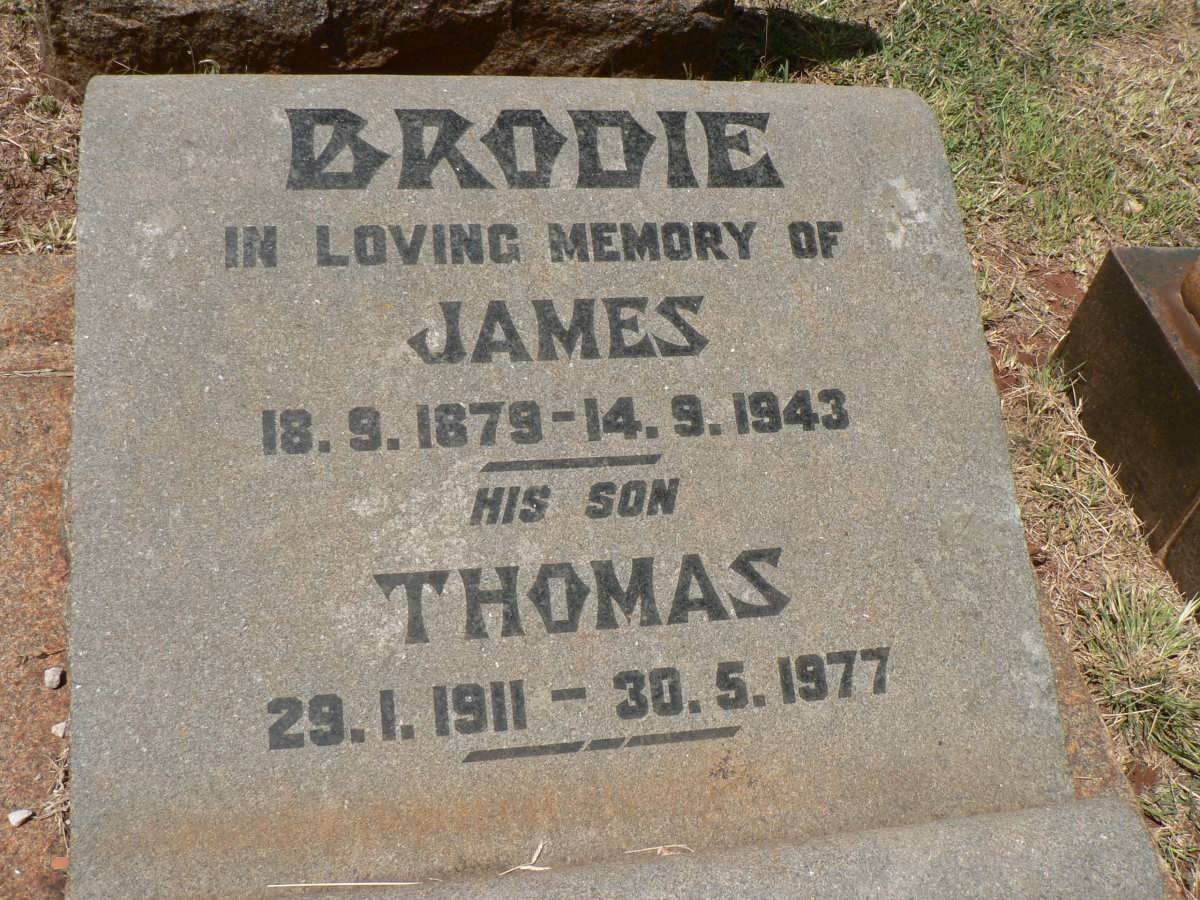 BRODIE
IN LOVING MEMORY OF
JAMES
18.9.1879-14.9.1943
HIS SON
THOMAS
29.1.1911 - 30.5.1977